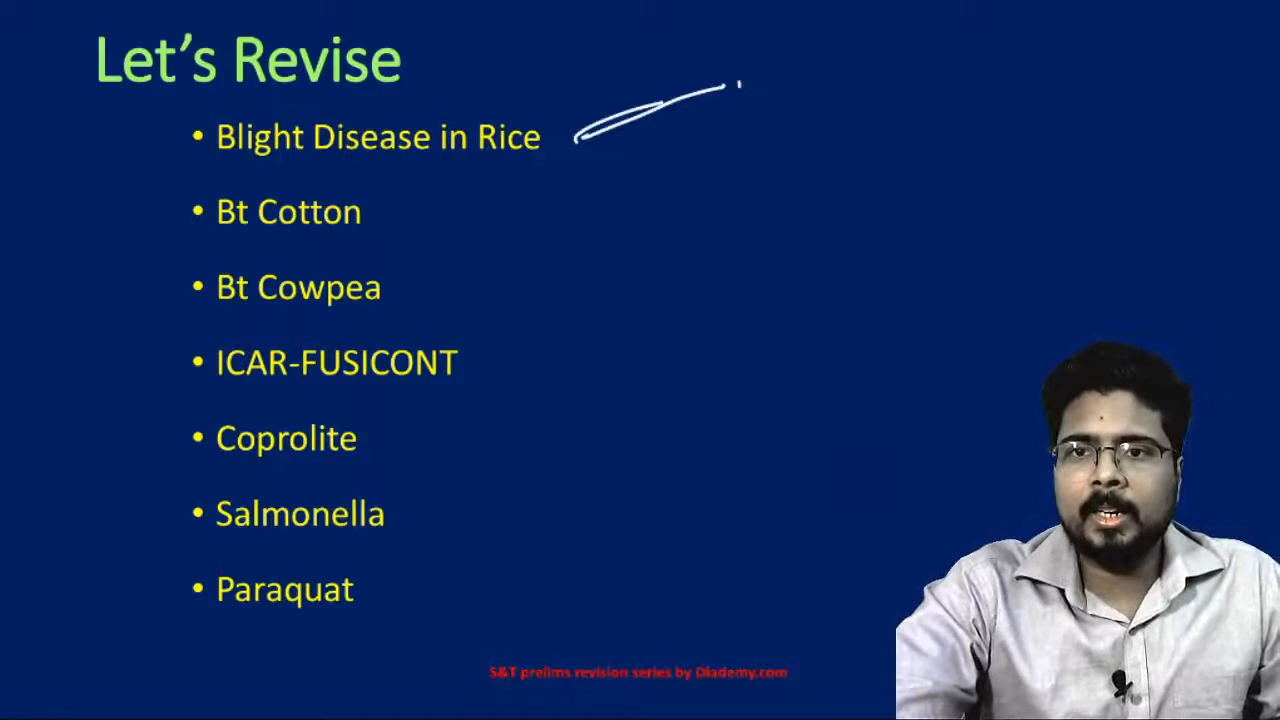 Let's Revise
• Blight Disease in Rice
• Bt Cotton
• Bt Cowpea
• ICAR-FUSICONT
• Coprolite
• Salmonella
• Paraquat
S&T prelims revision series by Diademy.com